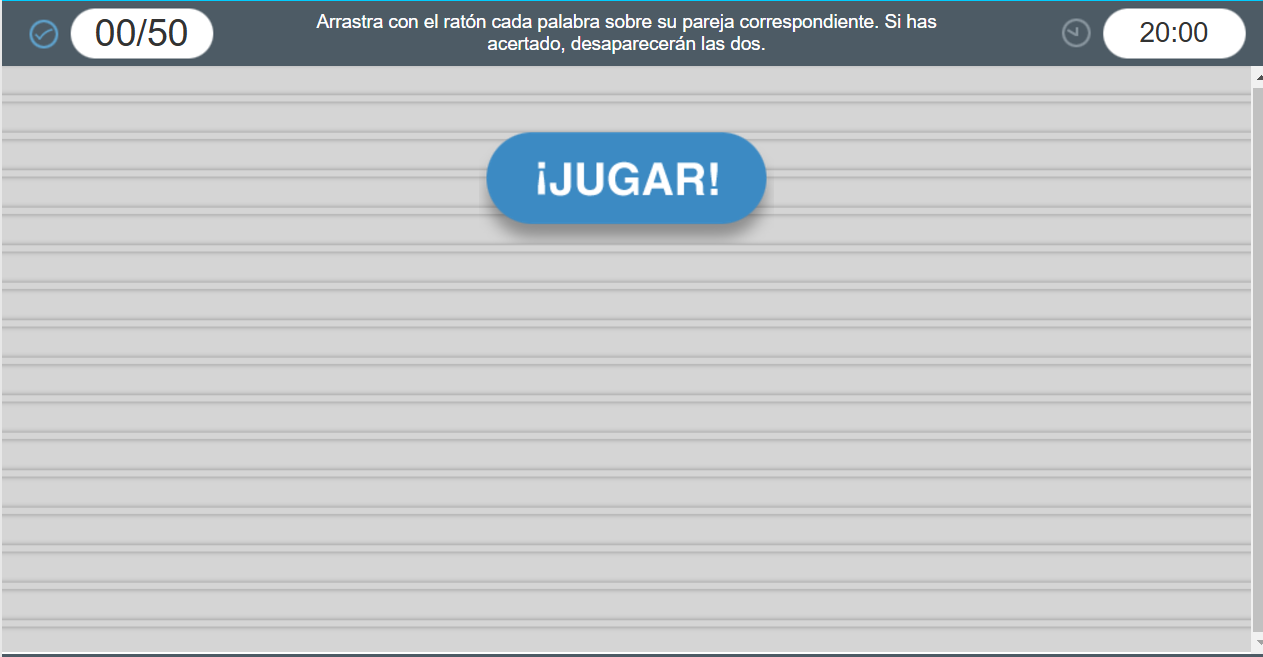 00/50
Arrastra con el ratón cada palabra sobre su pareja correspondiente. Si has
acertado, desaparecerán las dos.
20:00
¡JUGAR!